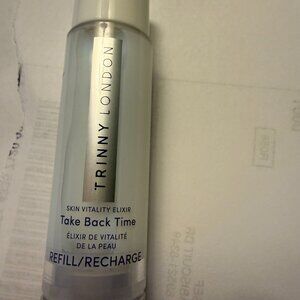 TRINNY LONDON
SKIN VITALITY ELIXIR
Take Back Time
ÉLIXIR DE VITALITÉ
DE LA PEAU
REFILL/RECHARGE